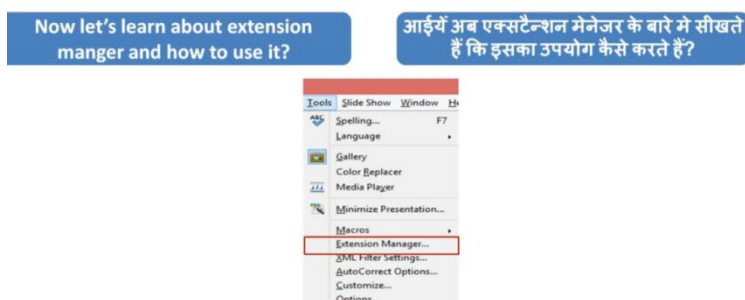 Now let's learn about extension
manger and how to use it?
आईयें अब एक्सटैन्शन मेनेजर के बारे मे सीखते
हैं कि इसका उपयोग कैसे करते हैं?
Tools Slide Show Window He
Spelling... F7
Language
Gallery
Color Replacer
Media Player
Minimize Presentation...
Macros
Extension Manager...
XML Filter Settings...
AutoCorrect Options...
Customize...
Options...